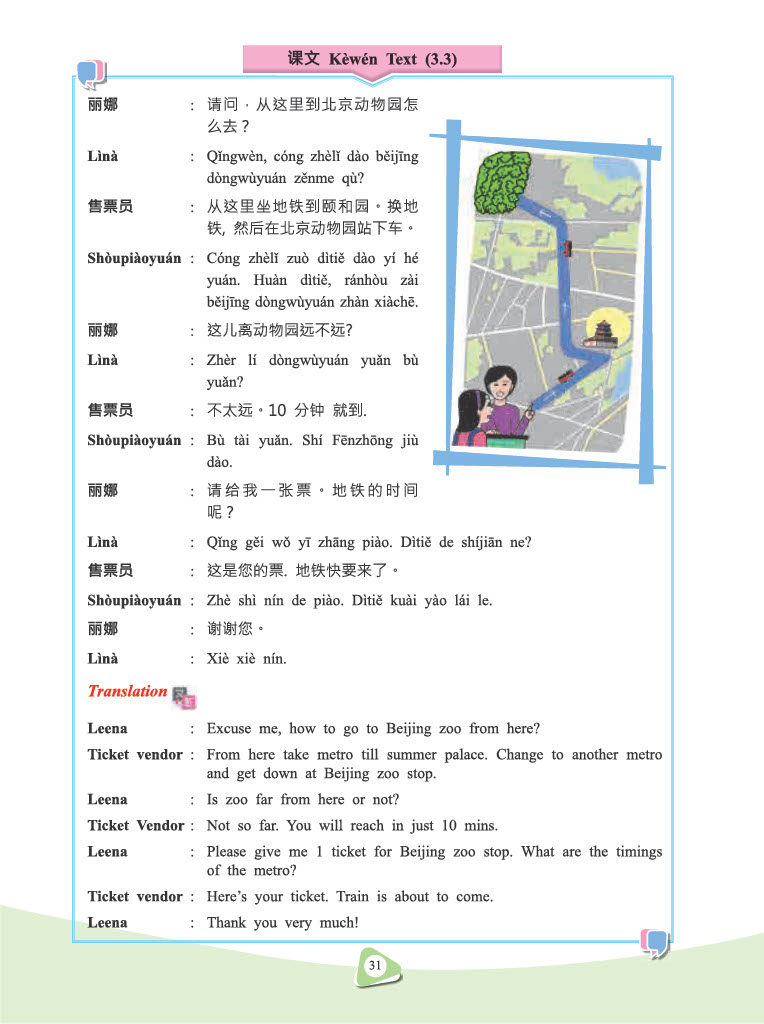 课文 Kèwén Text (3.3)
丽娜 : 请问，从这里到北京动物园怎
么去？
Lìnà : Qǐngwèn, cóng zhèlǐ dào běijīng
dòngwùyuán zěnme qù?
售票员 : 从这里坐地铁到颐和园。换地
铁, 然后在北京动物园站下车。
Shòupiàoyuán : Cóng zhèlǐ zuò dìtiě dào yí hé
yuán. Huàn dìtiě, ránhòu zài
běijīng dòngwùyuán zhàn xiàchē.
丽娜 : 这儿离动物园远不远?
Lìnà : Zhèr lí dòngwùyuán yuǎn bù
yuǎn?
售票员 : 不太远。10 分钟 就到.
Shòupiàoyuán : Bù tài yuǎn. Shí Fēnzhōng jiù
dào.
丽娜 : 请给我一张票。地铁的时间
呢？
Lìnà : Qǐng gěi wǒ yī zhāng piào. Dìtiě de shíjiān ne?
售票员 : 这是您的票. 地铁快要来了。
Shòupiàoyuán : Zhè shì nín de piào. Dìtiě kuài yào lái le.
丽娜 : 谢谢您。
Lìnà : Xiè xiè nín.
Translation
Leena : Excuse me, how to go to Beijing zoo from here?
Ticket vendor : From here take metro till summer palace. Change to another metro
and get down at Beijing zoo stop.
Leena : Is zoo far from here or not?
Ticket Vendor : Not so far. You will reach in just 10 mins.
Leena : Please give me 1 ticket for Beijing zoo stop. What are the timings
of the metro?
Ticket vendor : Here's your ticket. Train is about to come.
Leena : Thank you very much!
31